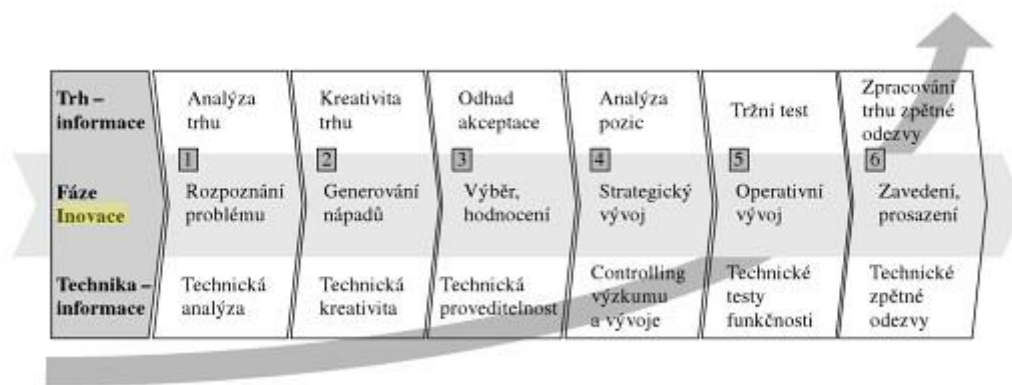 Trh –
informace
Analýza
trhu
Kreativita
trhu
Odhad
akceptace
Analýza
pozic
Tržní test
Zpracování
trhu zpětné
odezvy
Fáze
Inovace
1
Rozpoznání
problému
2
Generování
nápadů
3
Výběr,
hodnocení
4
Strategický
vývoj
5
Operativní
vývoj
6
Zavedení,
prosazení
Technika –
informace
Technická
analýza
Technická
kreativita
Technická
proveditelnost
Controlling
výzkumu
a vývoje
Technické
testy
funkčnosti
Technické
zpětné
odezvy